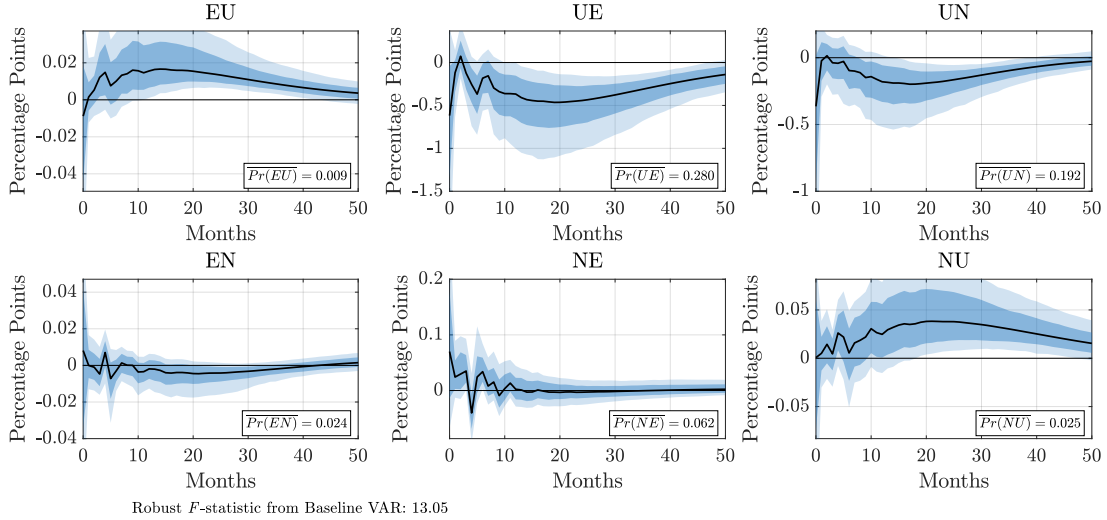 EU
UE
UN
Percentage Points
0.02
0
-0.02
-0.04
Pr(EU) = 0.009
0 10 20 30 40 50
Months
Percentage Points
0
-0.5
-1
-1.5
Pr(UE) = 0.280
0 10 20 30 40 50
Months
Percentage Points
0
-0.5
-1
Pr(UN) = 0.192
0 10 20 30 40 50
Months
EN
NE
NU
Percentage Points
0.04
0.02
0
-0.02
-0.04
Pr(EN) = 0.024
0 10 20 30 40 50
Months
Percentage Points
0.2
0.1
0
Pr(NE) = 0.062
0 10 20 30 40 50
Months
Percentage Points
0.05
0
-0.05
Pr(NU) = 0.025
0 10 20 30 40 50
Months
Robust F-statistic from Baseline VAR: 13.05